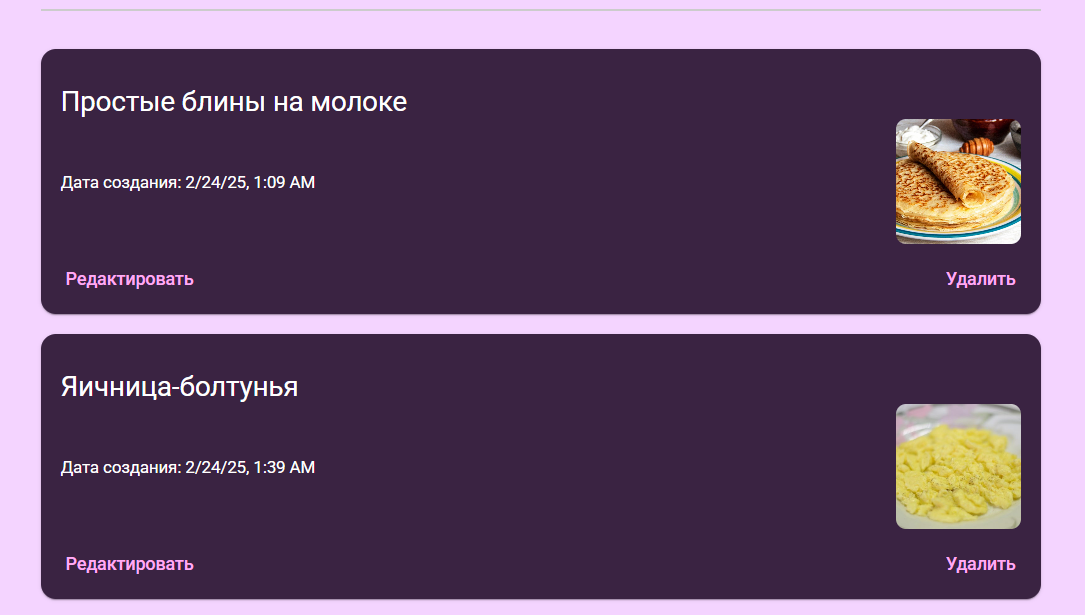 Простые блины на молоке
Дата создания: 2/24/25, 1:09 AM
Редактировать
Удалить
Яичница-болтунья
Дата создания: 2/24/25, 1:39 AM
Редактировать
Удалить